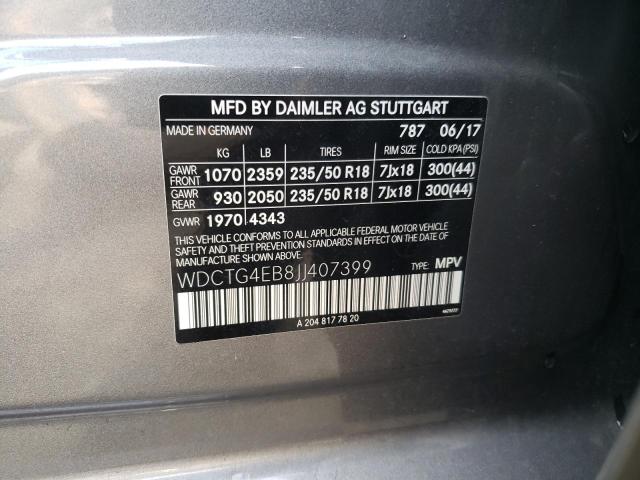 MFD BY DAIMLER AG STUTTGART
MADE IN GERMANY 787 06/17
KG LB TIRES RIM SIZE COLD KPA(PSI)
GAWR FRONT 1070 2359 235/50 R18 7Jx18 300(44)
GAWR REAR 930 2050 235/50 R18 7Jx18 300(44)
GVWR 1970 4343
THIS VEHICLE CONFORMS TO ALL APPLICABLE FEDERAL MOTOR VEHICLE
SAFETY, BUMPER, AND THEFT PREVENTION STANDARDS IN EFFECT ON THE DATE OF
MANUFACTURE SHOWN ABOVE.
WDCTG4EB8JJ407399 TYPE: MPV
A 204 817 78 20